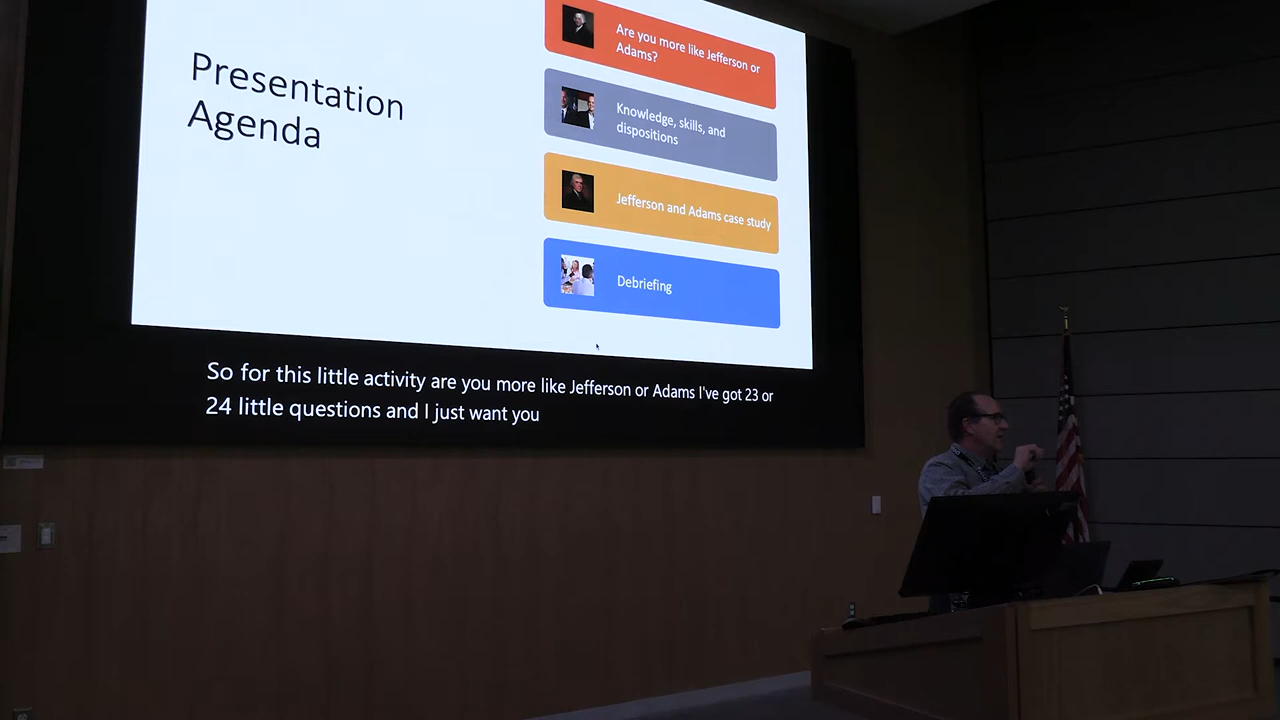 Presentation
Agenda
Are you more like Jefferson or
Adams?
Knowledge, skills, and
dispositions
Jefferson and Adams case study
Debriefing
So for this little activity are you more like Jefferson or Adams I've got 23 or
24 little questions and I just want you